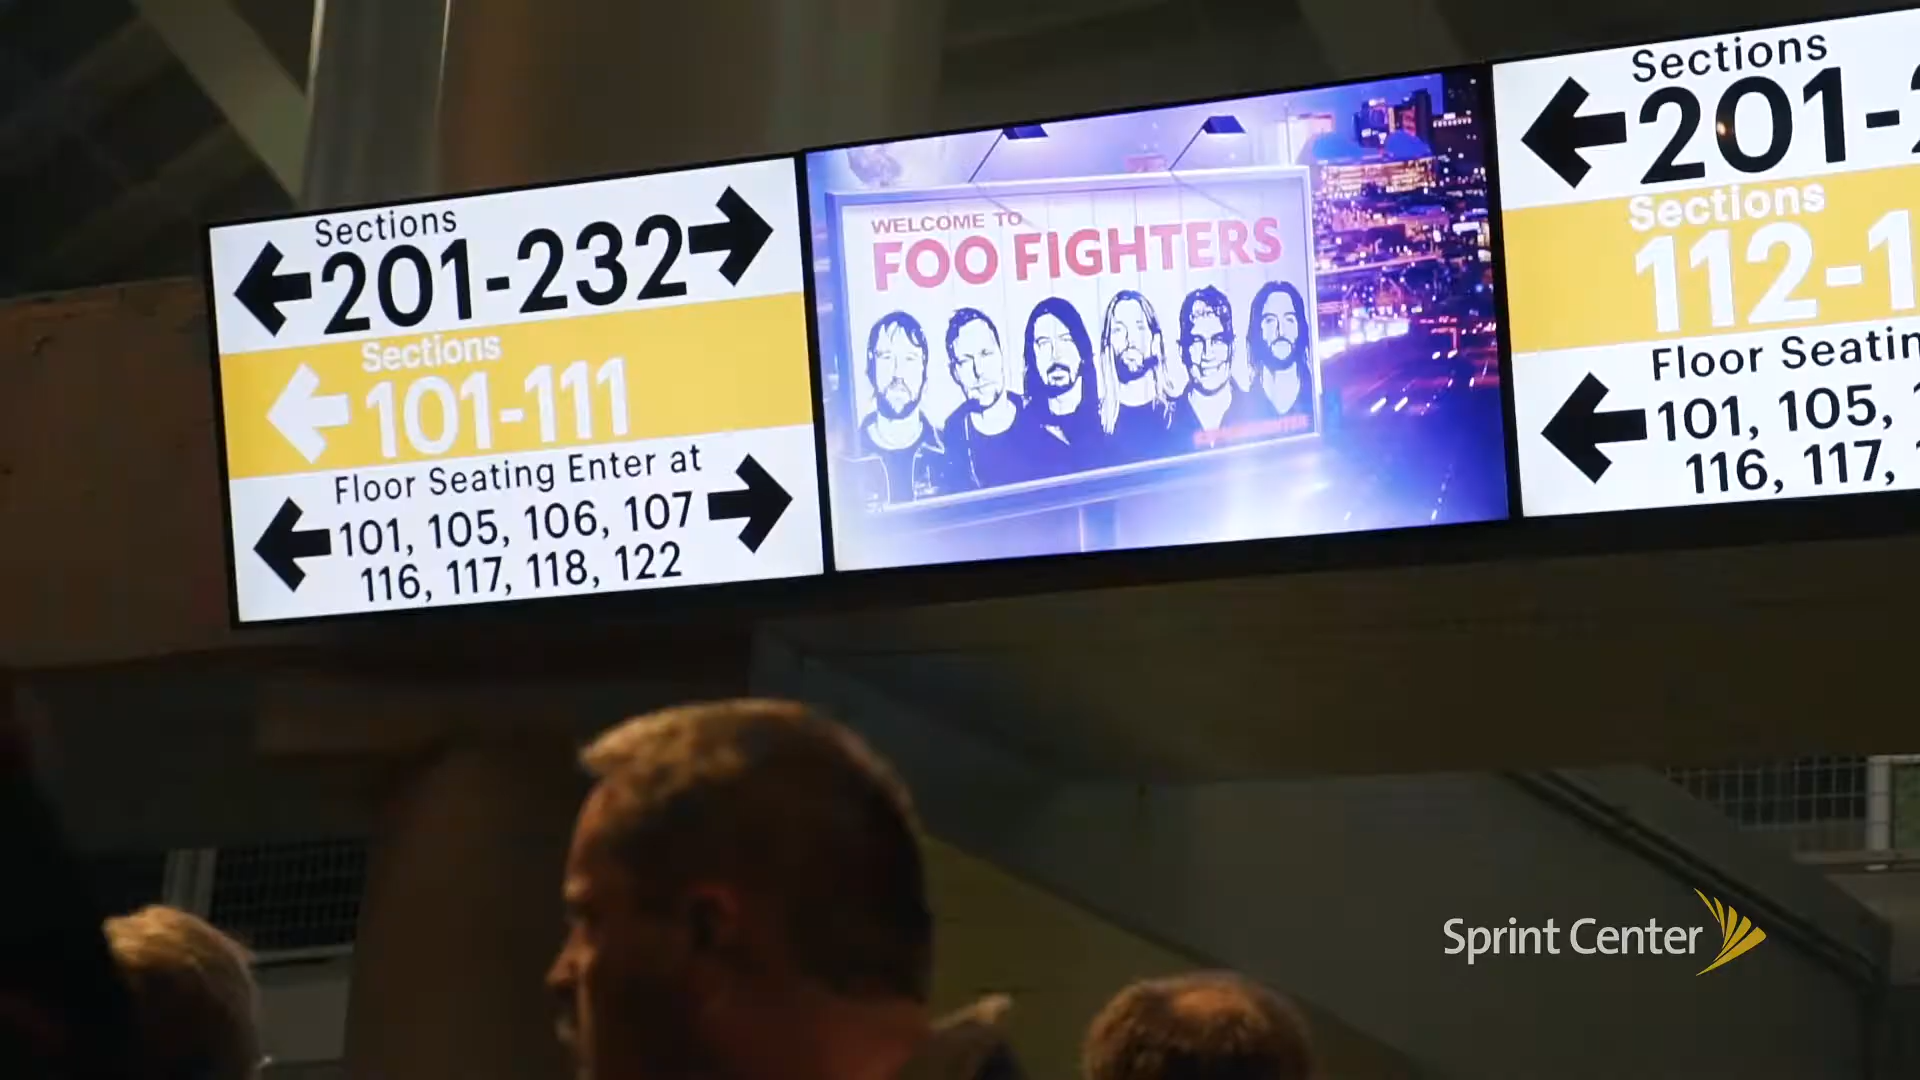 Sections
201-232
Sections
101-111
Floor Seating Enter at
101, 105, 106, 107
116, 117, 118, 122
WELCOME TO
FOO FIGHTERS
Sections
201-
Sections
112-1
Floor Seatin
101, 105,
116, 117,
Sprint Center